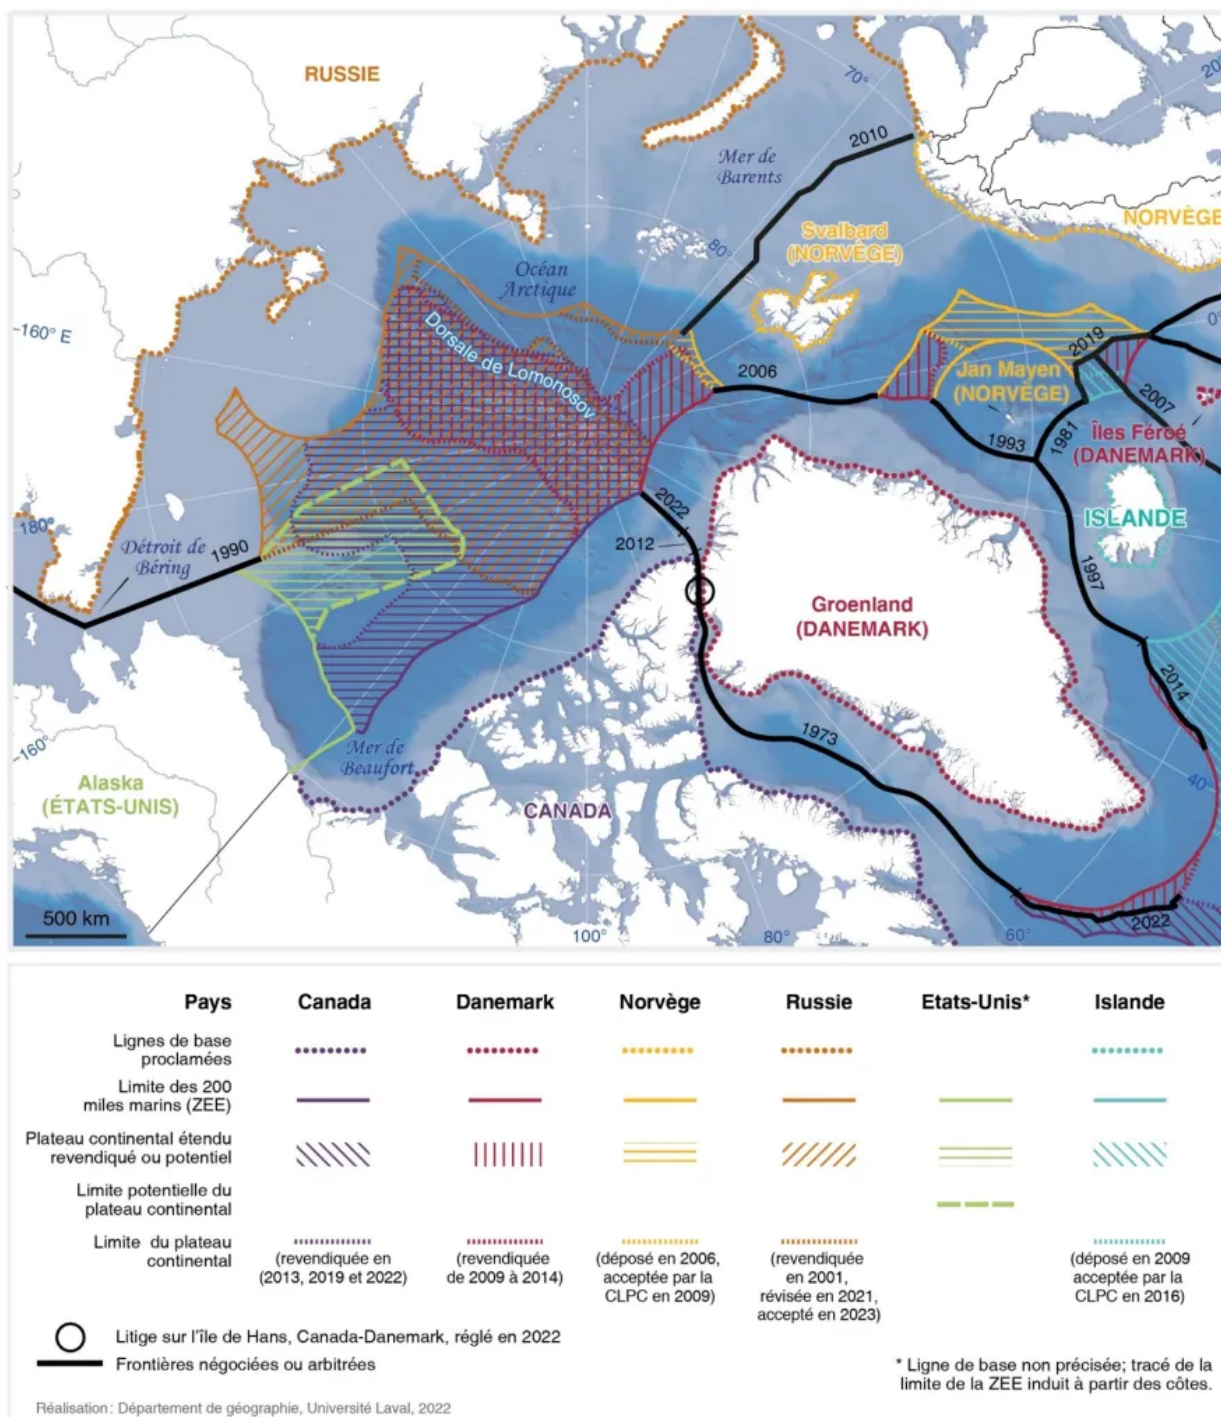 RUSSIE
70°
20°
2010
Mer de
Barents
NORVÈGE
Svalbard
(NORVÈGE)
80°
Océan
Arctique
160° E
Dorsale de Lomonosov
0°
2019
2006
Jan Mayen
(NORVÈGE)
2007
1981
1993
Îles Féroé
(DANEMARK)
180°
Détroit de
Béring
1990
2022
2012
ISLANDE
1997
Groenland
(DANEMARK)
2014
1973
-160°
Mer de
Beaufort
40°
Alaska
(ÉTATS-UNIS)
CANADA
500 km
100°
80°
60°
2022
Pays Canada Danemark Norvège Russie Etats-Unis* Islande
Lignes de base
proclamées
Limite des 200
miles marins (ZEE)
Plateau continental étendu
revendiqué ou potentiel
Limite potentielle du
plateau continental
Limite du plateau
continental
(revendiquée en
(2013, 2019 et 2022)
(revendiquée
de 2009 à 2014)
(déposé en 2006,
acceptée par la
CLPC en 2009)
(revendiquée
en 2001,
révisée en 2021,
accepté en 2023)
(déposé en 2009
acceptée par la
CLPC en 2016)
Litige sur l'île de Hans, Canada-Danemark, réglé en 2022
Frontières négociées ou arbitrées
* Ligne de base non précisée; tracé de la
limite de la ZEE induit à partir des côtes.
Réalisation : Département de géographie, Université Laval, 2022